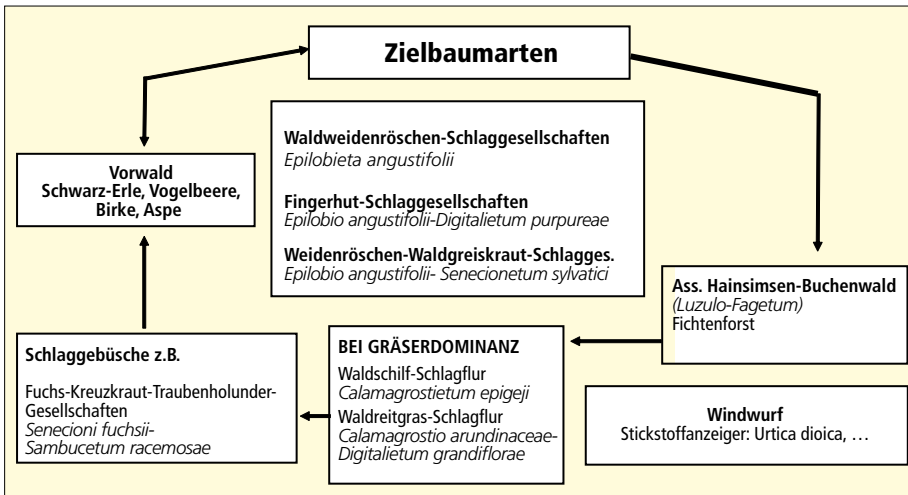 Zielbaumarten
Waldweidenröschen-Schlaggesellschaften
Epilobieta angustifolii
Fingerhut-Schlaggesellschaften
Epilobio angustifolii-Digitalietum purpureae
Weidenröschen-Waldgreiskraut-Schlagges.
Epilobio angustifolii- Senecionetum sylvatici
Vorwald
Schwarz-Erle, Vogelbeere,
Birke, Aspe
Ass. Hainsimsen-Buchenwald
(Luzulo-Fagetum)
Fichtenforst
Schlaggebüsche z.B.
Fuchs-Kreuzkraut-Traubenholunder-
Gesellschaften
Senecioni fuchsii-
Sambucetum racemosae
BEI GRÄSERDOMINANZ
Waldschilf-Schlagflur
Calamagrostietum epigeji
Waldreitgras-Schlagflur
Calamagrostio arundinaceae-
Digitalietum grandiflorae
Windwurf
Stickstoffanzeiger: Urtica dioica, …